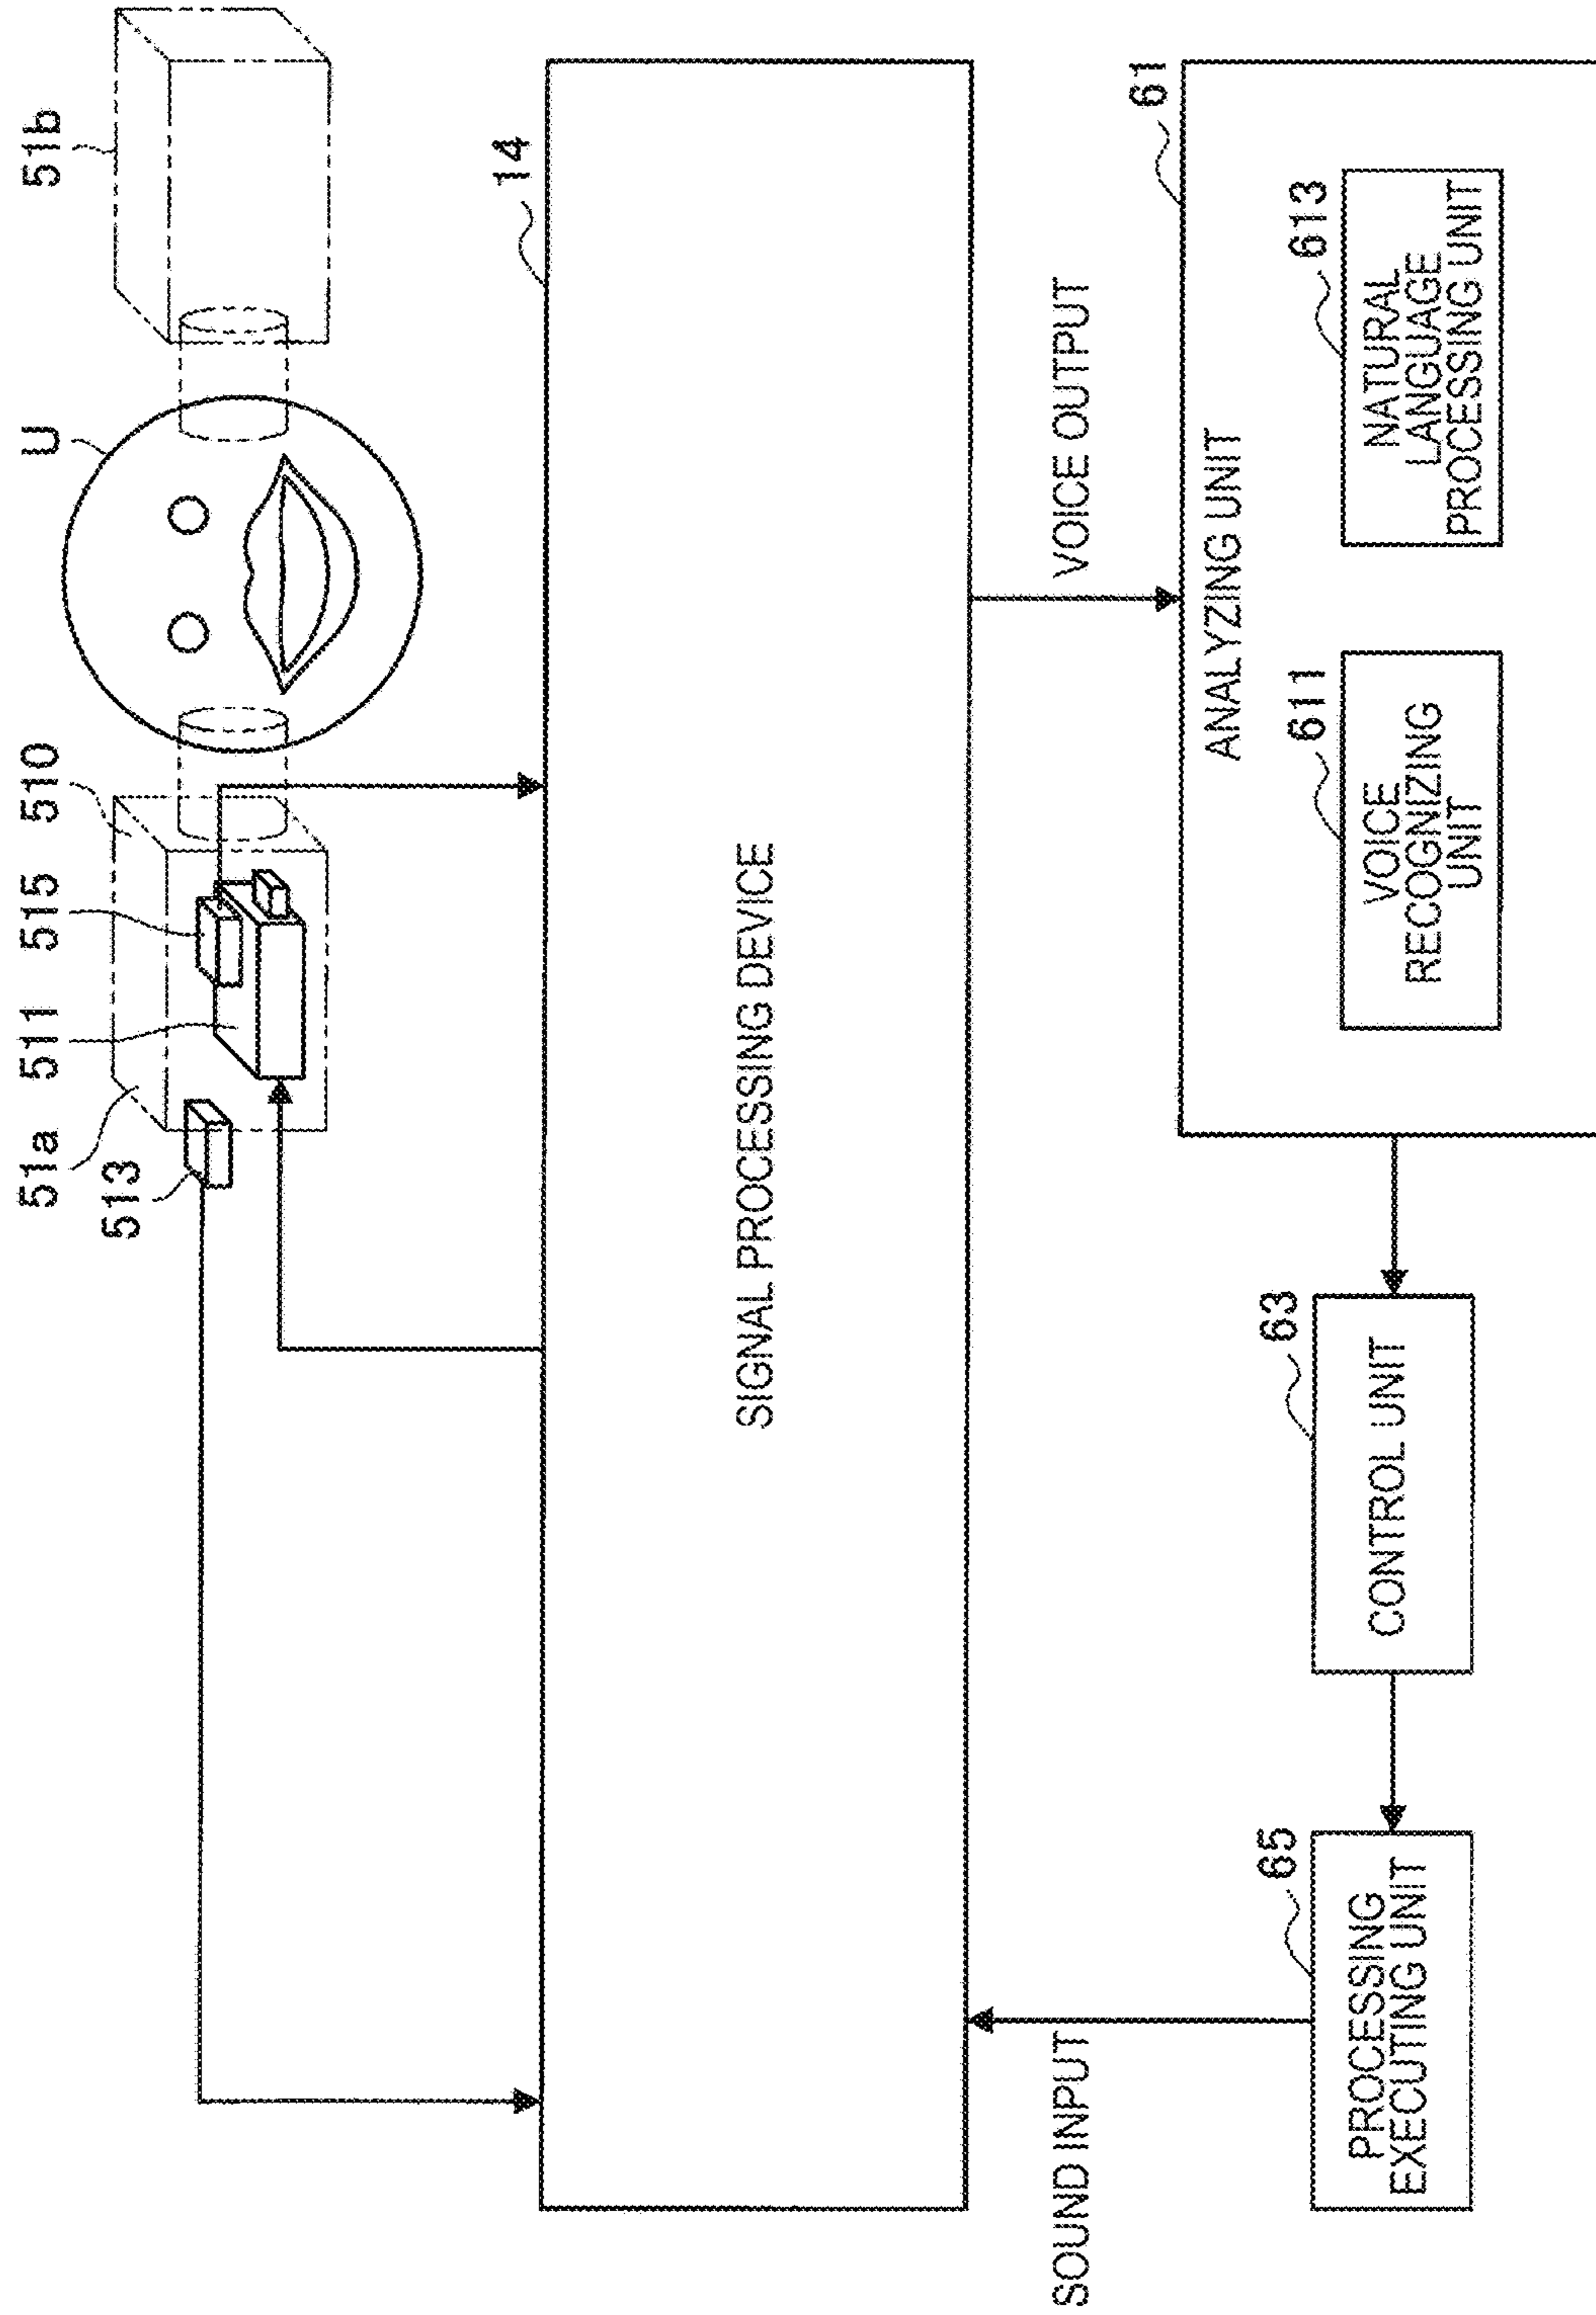 51a
511
515
510
U
51b
513
14
SIGNAL PROCESSING DEVICE
SOUND INPUT
VOICE OUTPUT
61
ANALYZING UNIT
65
63
611
613
PROCESSING
EXECUTING UNIT
CONTROL UNIT
VOICE
RECOGNIZING
UNIT
NATURAL
LANGUAGE
PROCESSING UNIT